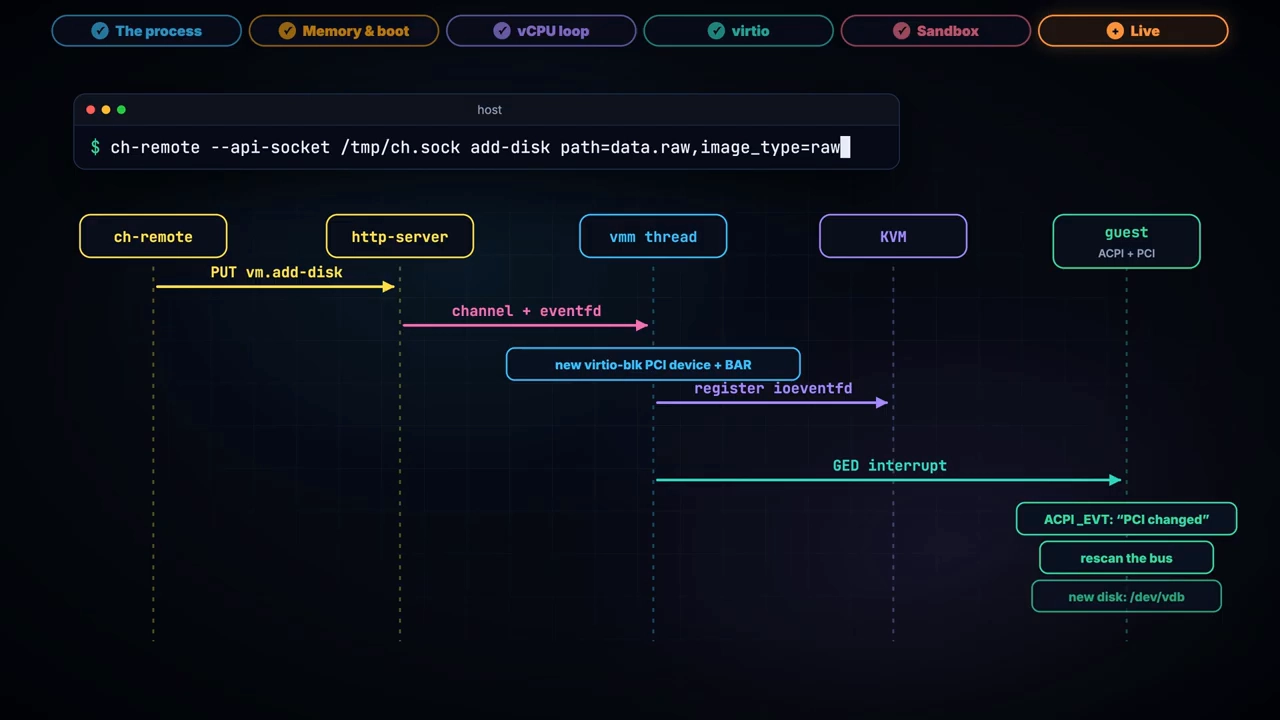 The process
Memory & boot
vCPU loop
virtio
Sandbox
Live
host
$ ch-remote --api-socket /tmp/ch.sock add-disk path=data.raw,image_type=raw
ch-remote
http-server
vmm thread
KVM
guest
ACPI + PCI
PUT vm.add-disk
channel + eventfd
new virtio-blk PCI device + BAR
register ioeventfd
GED interrupt
ACPI _EVT: “PCI changed”
rescan the bus
new disk: /dev/vdb